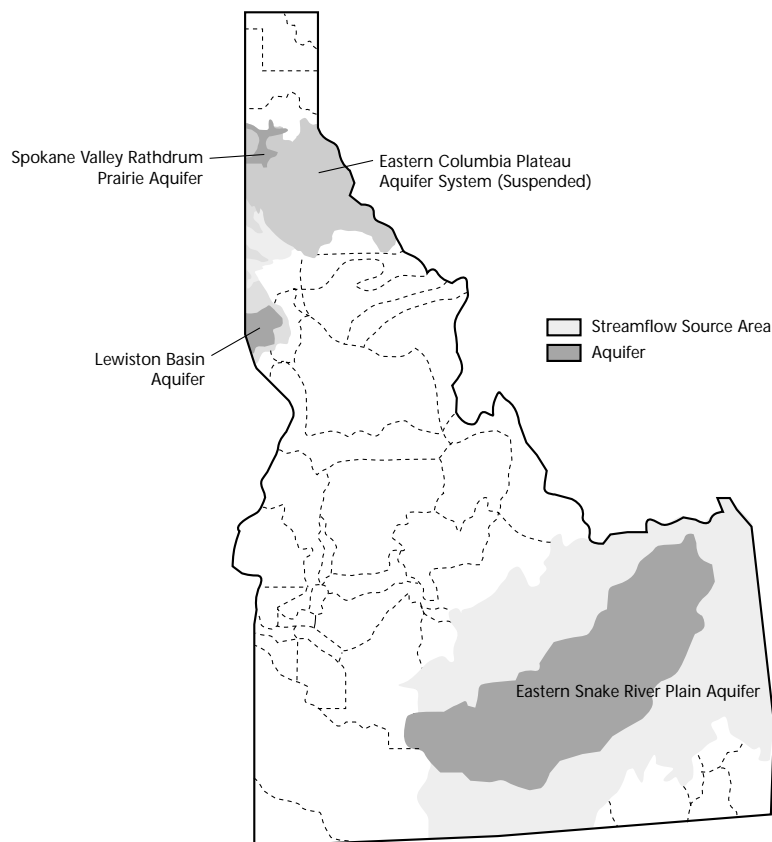 Spokane Valley Rathdrum
Prairie Aquifer
Eastern Columbia Plateau
Aquifer System (Suspended)
Streamflow Source Area
Aquifer
Lewiston Basin
Aquifer
Eastern Snake River Plain Aquifer